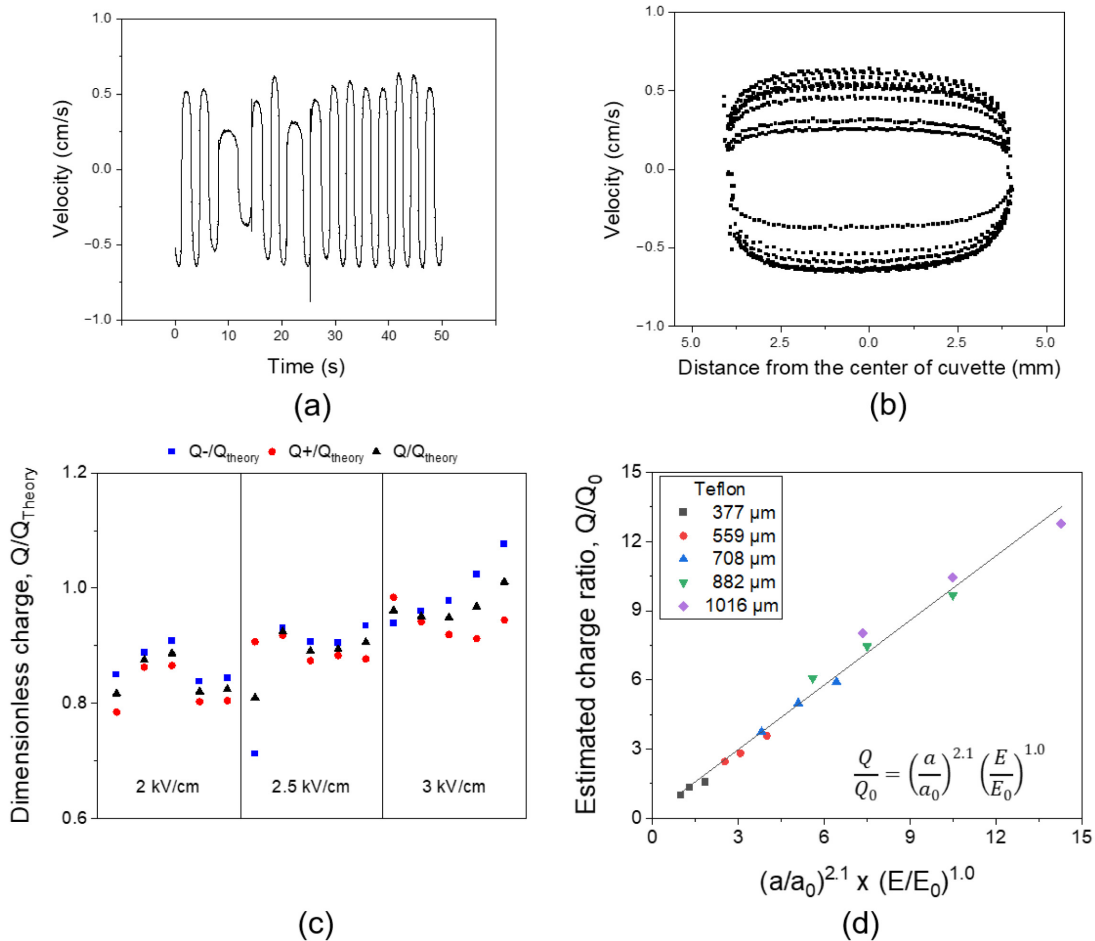 1.0
0.5
0.0
−0.5
−1.0
Velocity (cm/s)
0 10 20 30 40 50
Time (s)
(a)
1.0
0.5
0.0
−0.5
−1.0
Velocity (cm/s)
5.0 2.5 0.0 2.5 5.0
Distance from the center of cuvette (mm)
(b)
Q-/Qtheory Q+/Qtheory Q/Qtheory
1.2
1.0
0.8
0.6
Dimensionless charge, Q/QTheory
2 kV/cm 2.5 kV/cm 3 kV/cm
(c)
15
12
9
6
3
0
Estimated charge ratio, Q/Q0
Teflon
377 µm
559 µm
708 µm
882 µm
1016 µm
Q/Q0 = (a/a0)^2.1 (E/E0)^1.0
0 3 6 9 12 15
(a/a0)^2.1 x (E/E0)^1.0
(d)